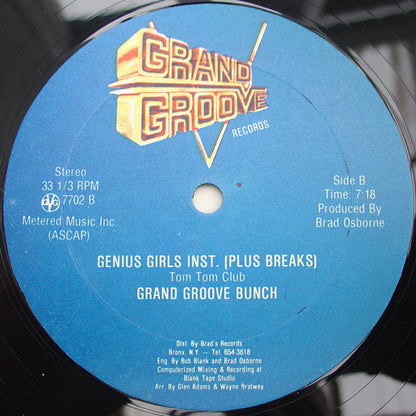 GRAND
GROOVE
RECORDS
Stereo
33 1/3 RPM
GVG 7702 B
Metered Music Inc.
(ASCAP)
Side B
Time: 7:18
Produced By
Brad Osborne
GENIUS GIRLS INST. (PLUS BREAKS)
Tom Tom Club
GRAND GROOVE BUNCH
Dist. By Brad's Records
Bronx, N.Y. — Tel. 654-3618
Eng. By Bob Blank and Brad Osborne
Computerized Mixing & Recording at
Blank Tape Studio
Arr. By Glen Adams & Wayne Bratwey